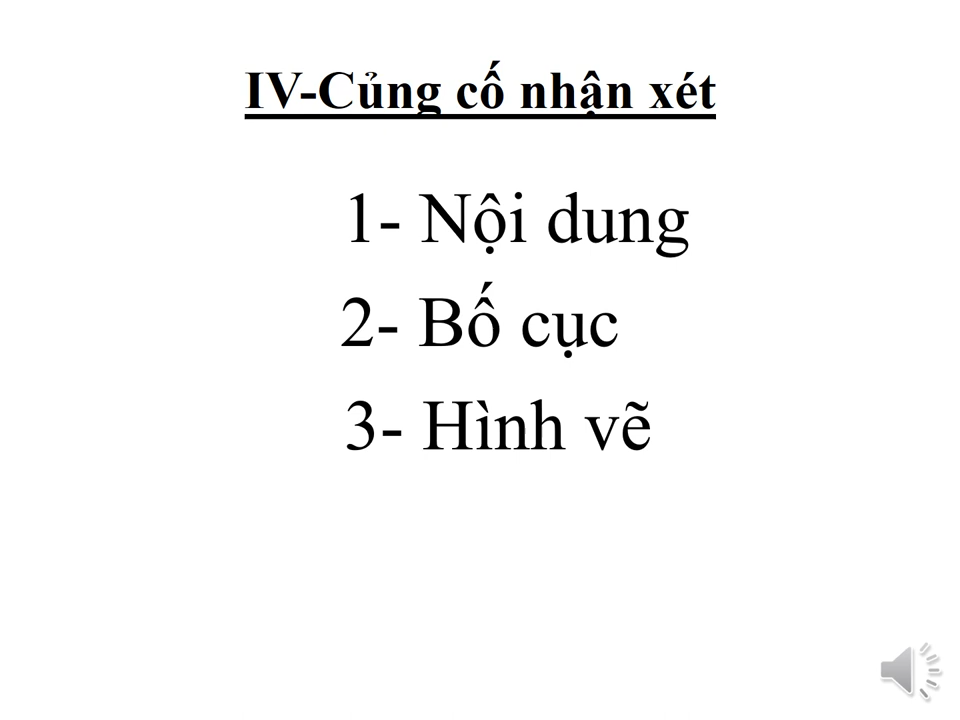 IV-Củng cố nhận xét
1- Nội dung
2- Bố cục
3- Hình vẽ